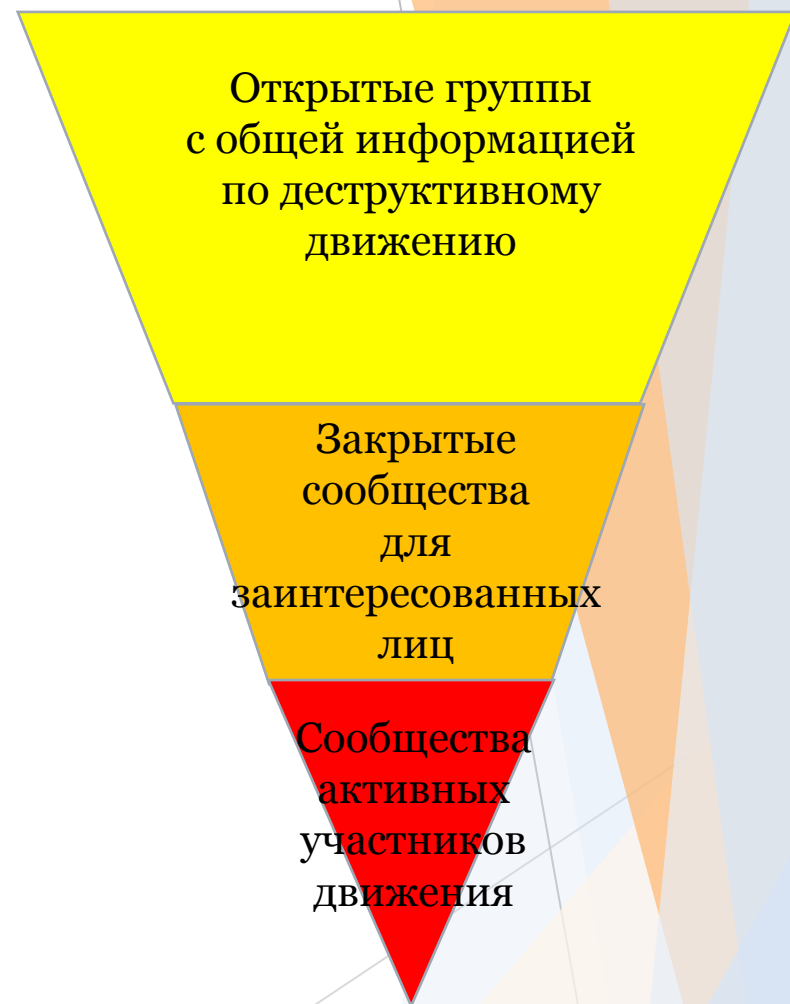 Открытые группы
с общей информацией
по деструктивному
движению
Закрытые
сообщества
для
заинтересованных
лиц
Сообщества
активных
участников
движения